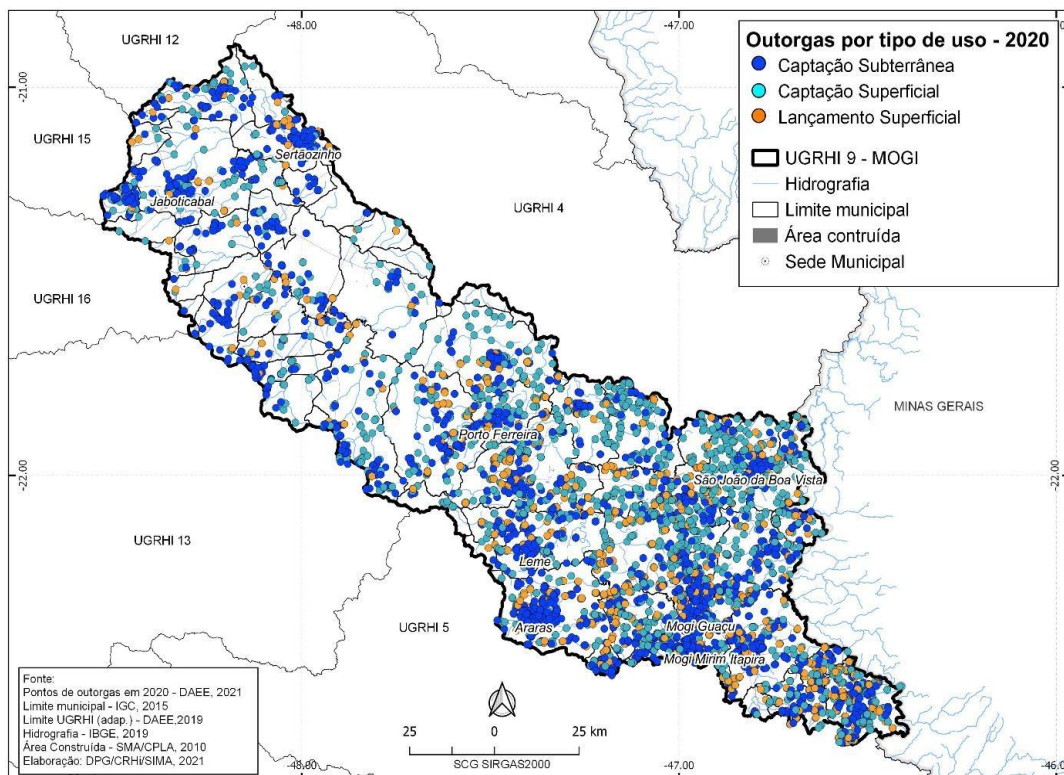 -48.00
-47.00
UGRHI 12
Outorgas por tipo de uso - 2020
Captação Subterrânea
Captação Superficial
Lançamento Superficial
UGRHI 9 - MOGI
Hidrografia
Limite municipal
Área contruída
Sede Municipal
-21.00
UGRHI 15
Sertãozinho
Jaboticabal
UGRHI 4
UGRHI 16
MINAS GERAIS
Porto Ferreira
-22.00
-22.00
São João da Boa Vista
UGRHI 13
Leme
UGRHI 5
Araras
Mogi Guaçu
Mogi Mirim Itapira
Fonte:
Pontos de outorgas em 2020 - DAEE, 2021
Limite municipal - IGC, 2015
Limite UGRHI (adap.) - DAEE,2019
Hidrografia - IBGE, 2019
Área Construída - SMA/CPLA, 2010
Elaboração: DPG/CRHi/SIMA, 2021
25 0 25 km
SCG SIRGAS2000
-48.00
-47.00